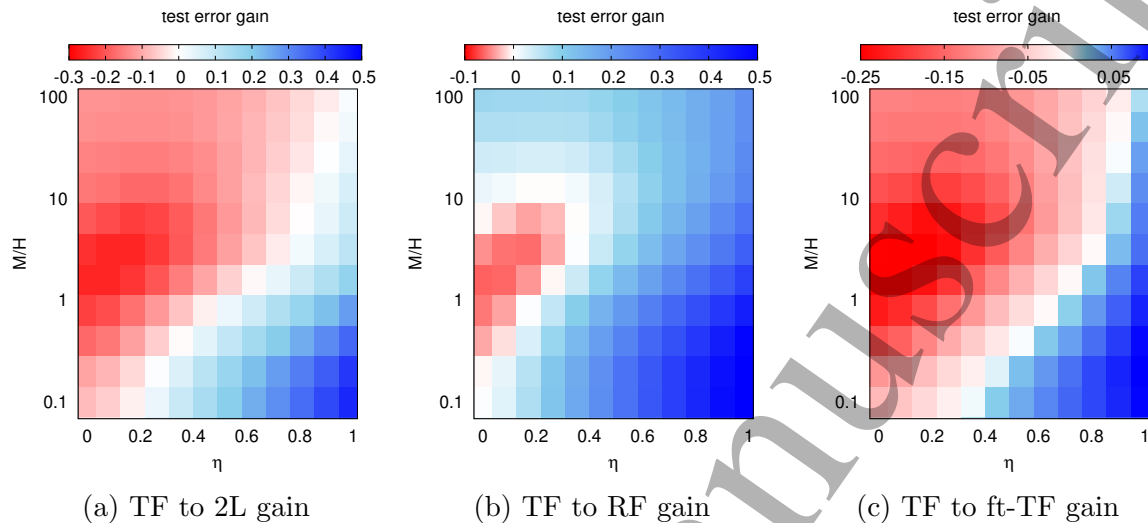 test error gain
-0.3 -0.2 -0.1 0 0.1 0.2 0.3 0.4 0.5
100
10
1
0.1
M/H
0 0.2 0.4 0.6 0.8 1
η
(a) TF to 2L gain
test error gain
-0.1 0 0.1 0.2 0.3 0.4 0.5
100
10
1
0.1
M/H
0 0.2 0.4 0.6 0.8 1
η
(b) TF to RF gain
test error gain
-0.25 -0.15 -0.05 0.05
100
10
1
0.1
M/H
0 0.2 0.4 0.6 0.8 1
η
(c) TF to ft-TF gain
nuscri